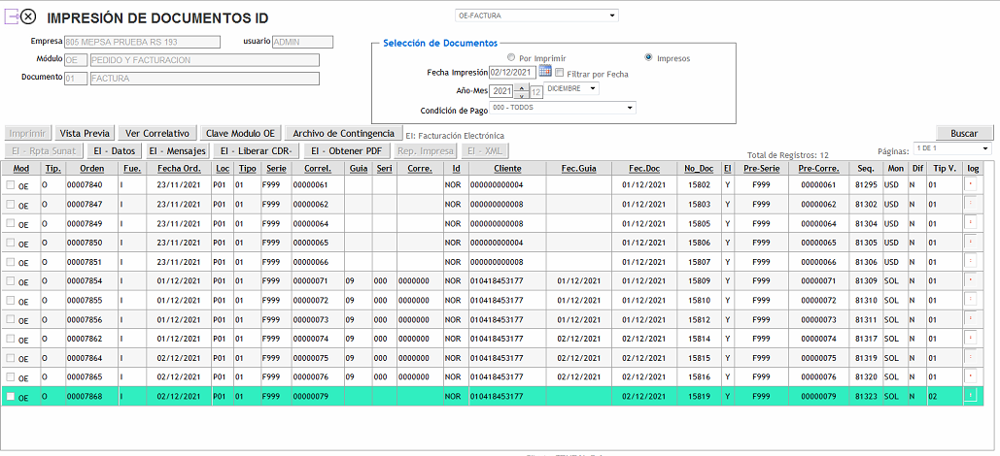 IMPRESIÓN DE DOCUMENTOS ID
OE-FACTURA
Empresa 805 MEPSA PRUEBA RS 193 usuario ADMIN
Módulo OE PEDIDO Y FACTURACION
Documento 01 FACTURA
Selección de Documentos
Por Imprimir Impresos
Fecha Impresión 02/12/2021 Filtrar por Fecha
Año-Mes 2021 12 DICIEMBRE
Condición de Pago 000 - TODOS
Imprimir Vista Previa Ver Correlativo Clave Modulo OE Archivo de Contingencia EI: Facturación Electrónica Buscar
EI - Rpta Sunat EI - Datos EI - Mensajes EI - Liberar CDR- EI - Obtener PDF Rep. Impresa EI - XML Total de Registros: 12 Páginas: 1 DE 1
Mod Tip. Orden Fue. Fecha Ord. Loc Tipo Serie Correl. Guia Seri Corre. Id Cliente Fec.Guia Fec.Doc No_Doc EI Pre-Serie Pre-Corre. Seq. Mon Dif Tip V. log
OE O 00007840 I 23/11/2021 P01 01 F999 00000061 NOR 000000000004 01/12/2021 15802 Y F999 00000061 81295 USD N 01
OE O 00007847 I 23/11/2021 P01 01 F999 00000062 NOR 000000000008 01/12/2021 15803 Y F999 00000062 81302 USD N 01
OE O 00007849 I 23/11/2021 P01 01 F999 00000064 NOR 000000000008 01/12/2021 15805 Y F999 00000064 81304 USD N 01
OE O 00007850 I 23/11/2021 P01 01 F999 00000065 NOR 000000000004 01/12/2021 15806 Y F999 00000065 81305 USD N 01
OE O 00007851 I 23/11/2021 P01 01 F999 00000066 NOR 000000000008 01/12/2021 15807 Y F999 00000066 81306 USD N 01
OE O 00007854 I 01/12/2021 P01 01 F999 00000071 09 000 0000000 NOR 010418453177 01/12/2021 01/12/2021 15809 Y F999 00000071 81309 SOL N 01
OE O 00007855 I 01/12/2021 P01 01 F999 00000072 09 000 0000000 NOR 010418453177 01/12/2021 01/12/2021 15810 Y F999 00000072 81310 SOL N 01
OE O 00007856 I 01/12/2021 P01 01 F999 00000073 09 000 0000000 NOR 010418453177 01/12/2021 01/12/2021 15812 Y F999 00000073 81311 SOL N 01
OE O 00007862 I 01/12/2021 P01 01 F999 00000074 09 000 0000000 NOR 010418453177 02/12/2021 02/12/2021 15814 Y F999 00000074 81317 SOL N 01
OE O 00007864 I 02/12/2021 P01 01 F999 00000075 09 000 0000000 NOR 010418453177 02/12/2021 02/12/2021 15815 Y F999 00000075 81319 SOL N 01
OE O 00007865 I 02/12/2021 P01 01 F999 00000076 09 000 0000000 NOR 010418453177 02/12/2021 02/12/2021 15816 Y F999 00000076 81320 SOL N 01
OE O 00007868 I 02/12/2021 P01 01 F999 00000079 NOR 010418453177 02/12/2021 15819 Y F999 00000079 81323 SOL N 02